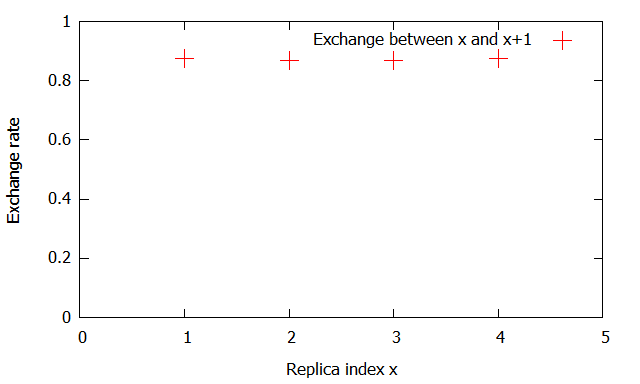 1
Exchange between x and x+1
0.8
0.6
Exchange rate
0.4
0.2
0
0 1 2 3 4 5
Replica index x